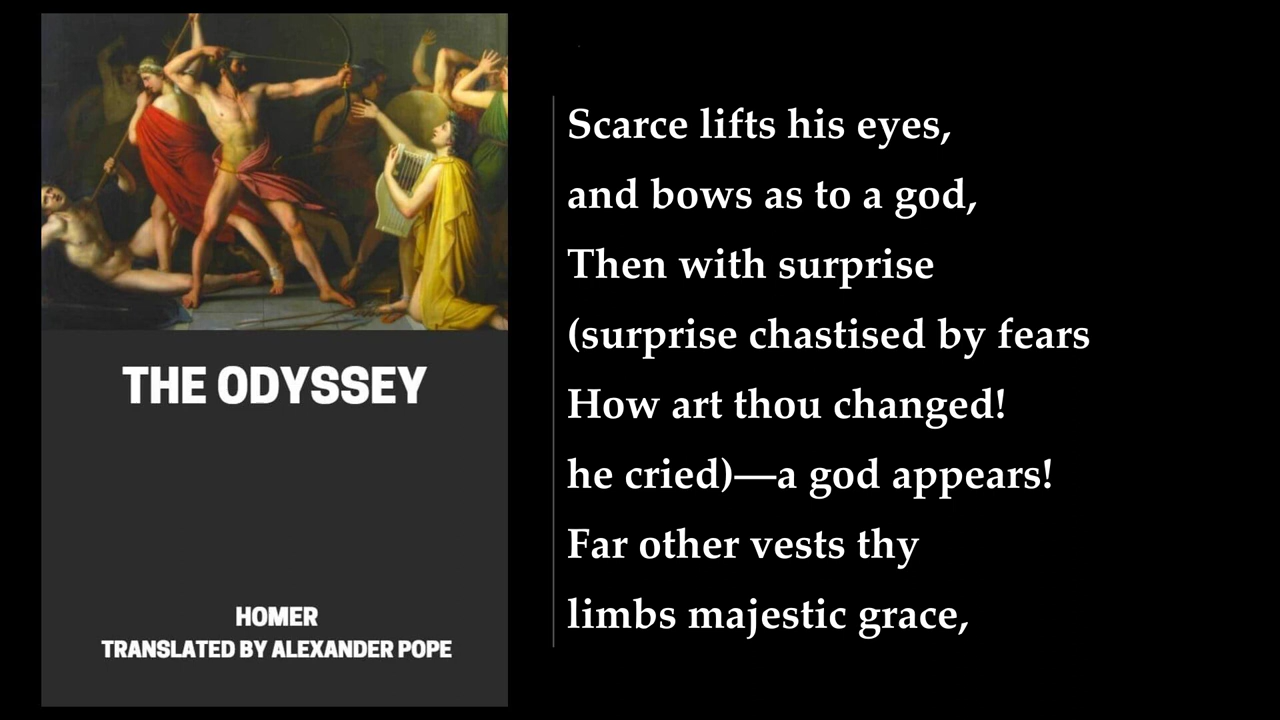 THE ODYSSEY
HOMER
TRANSLATED BY ALEXANDER POPE
Scarce lifts his eyes,
and bows as to a god,
Then with surprise
(surprise chastised by fears
How art thou changed!
he cried)—a god appears!
Far other vests thy
limbs majestic grace,